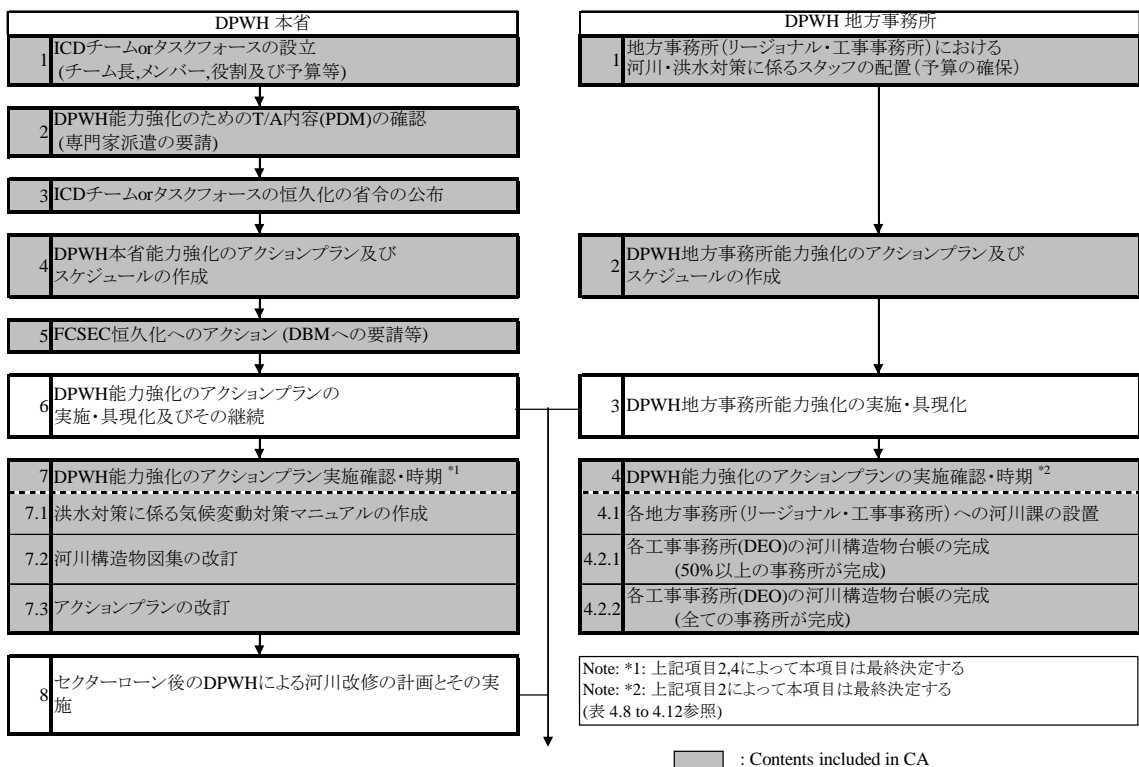 DPWH 本省
1 ICDチームorタスクフォースの設立
(チーム長,メンバー,役割及び予算等)
2 DPWH能力強化のためのT/A内容(PDM)の確認
(専門家派遣の要請)
3 ICDチームorタスクフォースの恒久化の省令の公布
4 DPWH本省能力強化のアクションプラン及び
スケジュールの作成
5 FCSEC恒久化へのアクション (DBMへの要請等)
6 DPWH能力強化のアクションプランの
実施・具現化及びその継続
7 DPWH能力強化のアクションプラン実施確認・時期 *1
7.1 洪水対策に係る気候変動対策マニュアルの作成
7.2 河川構造物図集の改訂
7.3 アクションプランの改訂
8 セクターローン後のDPWHによる河川改修の計画とその実
施
DPWH 地方事務所
1 地方事務所(リージョナル・工事事務所)における
河川・洪水対策に係るスタッフの配置(予算の確保)
2 DPWH地方事務所能力強化のアクションプラン及び
スケジュールの作成
3 DPWH地方事務所能力強化の実施・具現化
4 DPWH能力強化のアクションプランの実施確認・時期 *2
4.1 各地方事務所(リージョナル・工事事務所)への河川課の設置
4.2.1 各工事事務所(DEO)の河川構造物台帳の完成
(50%以上の事務所が完成)
4.2.2 各工事事務所(DEO)の河川構造物台帳の完成
(全ての事務所が完成)
Note: *1: 上記項目2,4によって本項目は最終決定する
Note: *2: 上記項目2によって本項目は最終決定する
(表 4.8 to 4.12参照)
: Contents included in CA